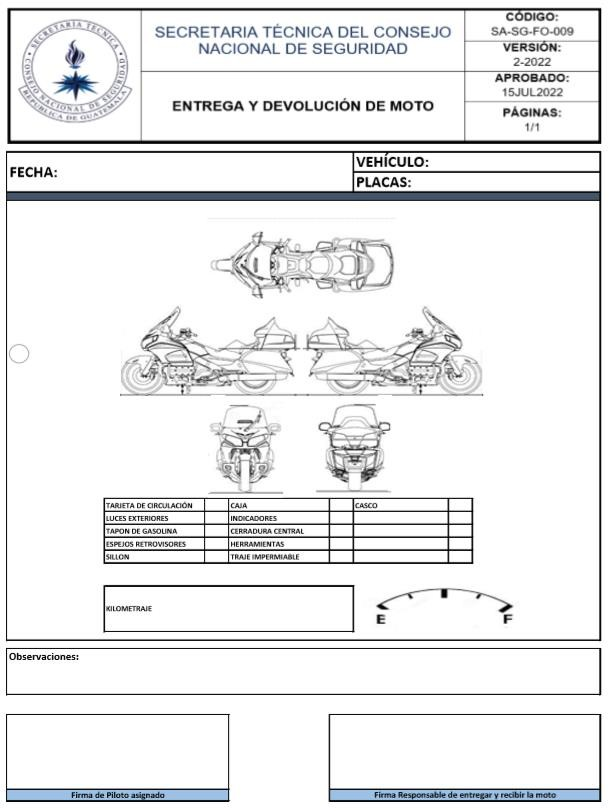 SECRETARIA TÉCNICA
CONSEJO NACIONAL DE SEGURIDAD
REPÚBLICA DE GUATEMALA
SECRETARIA TÉCNICA DEL CONSEJO
NACIONAL DE SEGURIDAD
ENTREGA Y DEVOLUCIÓN DE MOTO
CÓDIGO:
SA-SG-FO-009
VERSIÓN:
2-2022
APROBADO:
15JUL2022
PÁGINAS:
1/1
FECHA:
VEHÍCULO:
PLACAS:
TARJETA DE CIRCULACIÓN CAJA CASCO
LUCES EXTERIORES INDICADORES
TAPON DE GASOLINA CERRADURA CENTRAL
ESPEJOS RETROVISORES HERRAMIENTAS
SILLON TRAJE IMPERMIABLE
KILOMETRAJE
E F
Observaciones:
Firma de Piloto asignado
Firma Responsable de entregar y recibir la moto